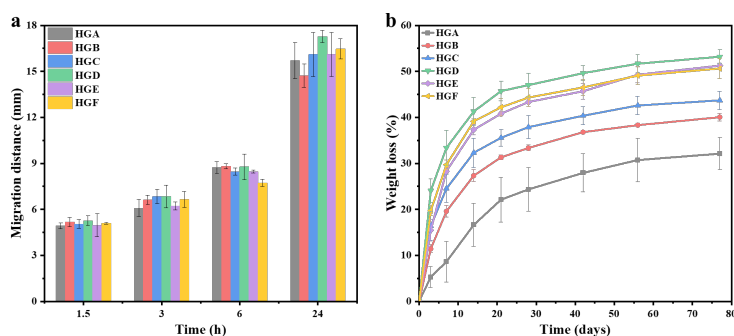 a
HGA
HGB
HGC
HGD
HGE
HGF
Migration distance (mm)
18
15
12
9
6
3
0
1.5
3
6
24
Time (h)
b
HGA
HGB
HGC
HGD
HGE
HGF
Weight loss (%)
60
50
40
30
20
10
0
0
10
20
30
40
50
60
70
80
Time (days)